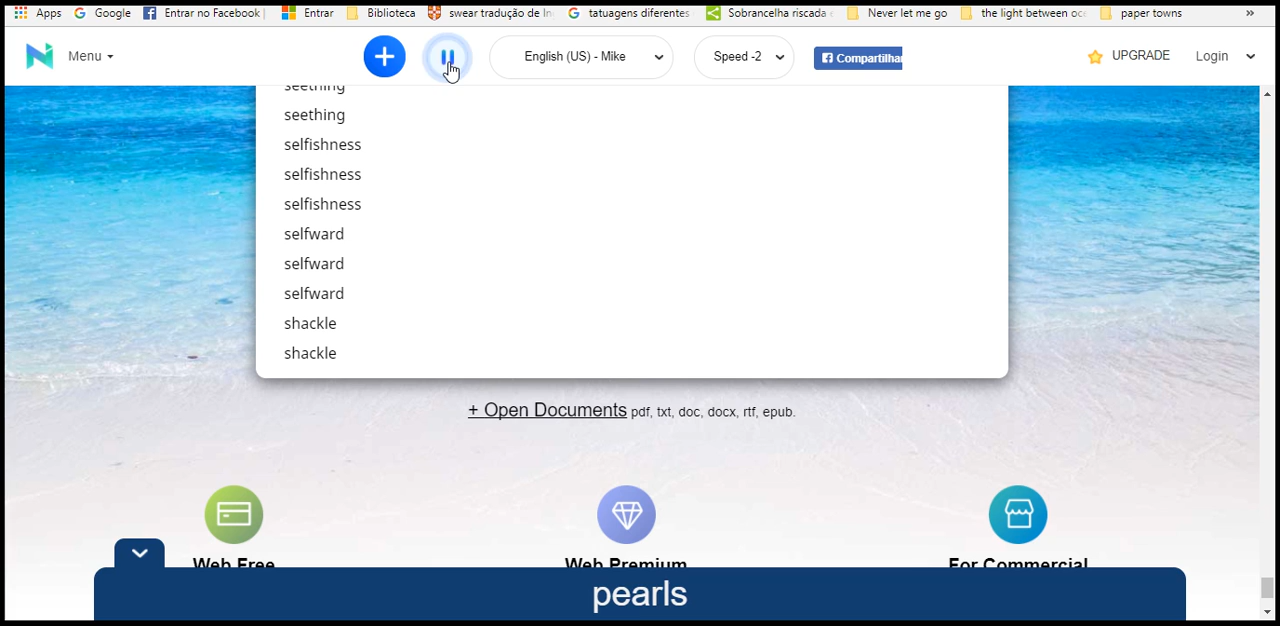 Apps Google Entrar no Facebook Entrar Biblioteca swear tradução de In tatuagens diferentes Sobrancelha riscada Never let me go the light between oce paper towns »
Menu English (US) - Mike Speed -2 Compartilhar UPGRADE Login
seething
seething
selfishness
selfishness
selfishness
selfward
selfward
selfward
shackle
shackle
+ Open Documents pdf, txt, doc, docx, rtf, epub.
Web Free Web Premium For Commercial
pearls